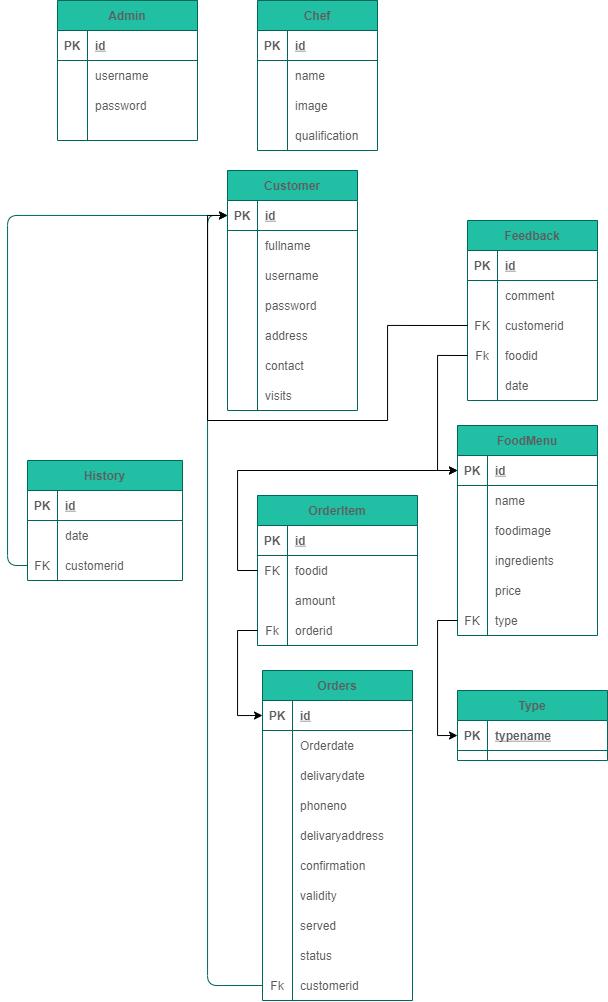 Admin
PK id
username
password
Chef
PK id
name
image
qualification
Customer
PK id
fullname
username
password
address
contact
visits
Feedback
PK id
comment
FK customerid
Fk foodid
date
FoodMenu
PK id
name
foodimage
ingredients
price
FK type
History
PK id
date
FK customerid
OrderItem
PK id
FK foodid
amount
Fk orderid
Orders
PK id
Orderdate
delivarydate
phoneno
delivaryaddress
confirmation
validity
served
status
Fk customerid
Type
PK typename